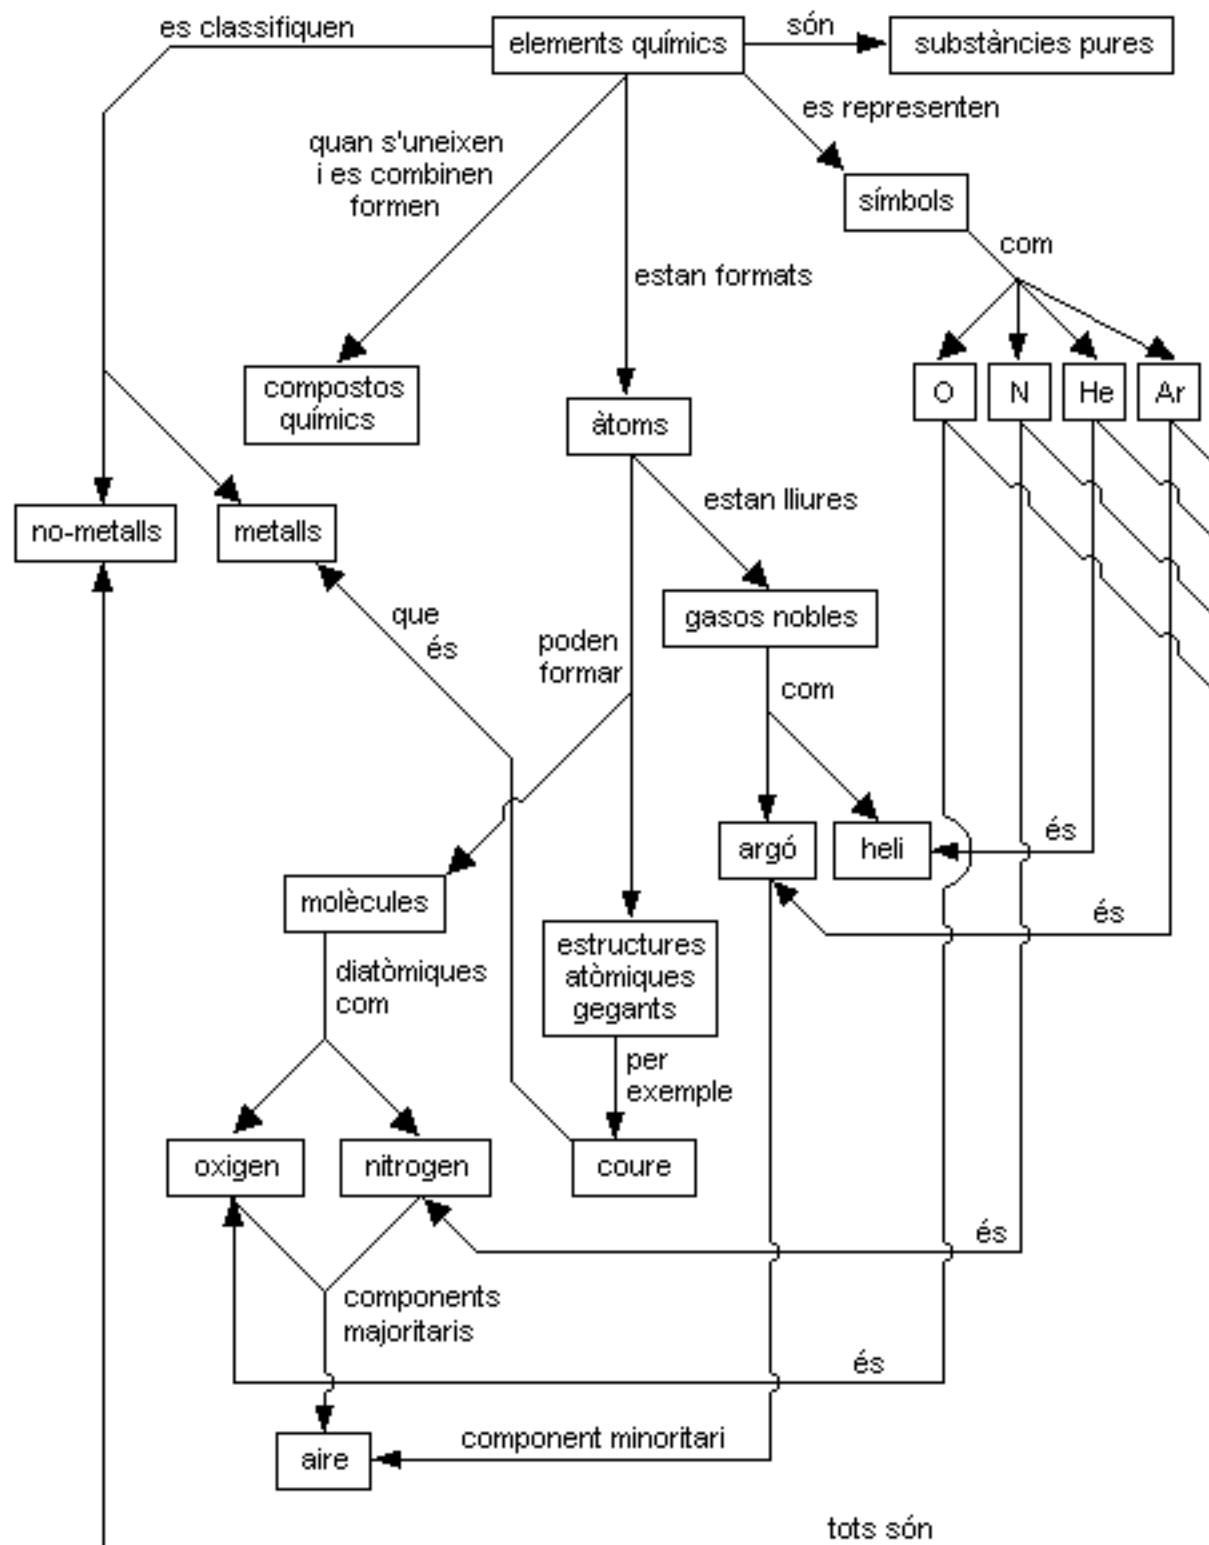 es classifiquen
elements químics
són
substàncies pures
es representen
quan s'uneixen
i es combinen
formen
símbols
com
estan formats
compostos
químics
àtoms
O
N
He
Ar
no-metalls
metalls
estan lliures
que
és
gasos nobles
poden
formar
com
argó
heli
és
molècules
és
estructures
atòmiques
gegants
diatòmiques
com
per
exemple
oxigen
nitrogen
coure
és
components
majoritaris
és
aire
component minoritari
tots són